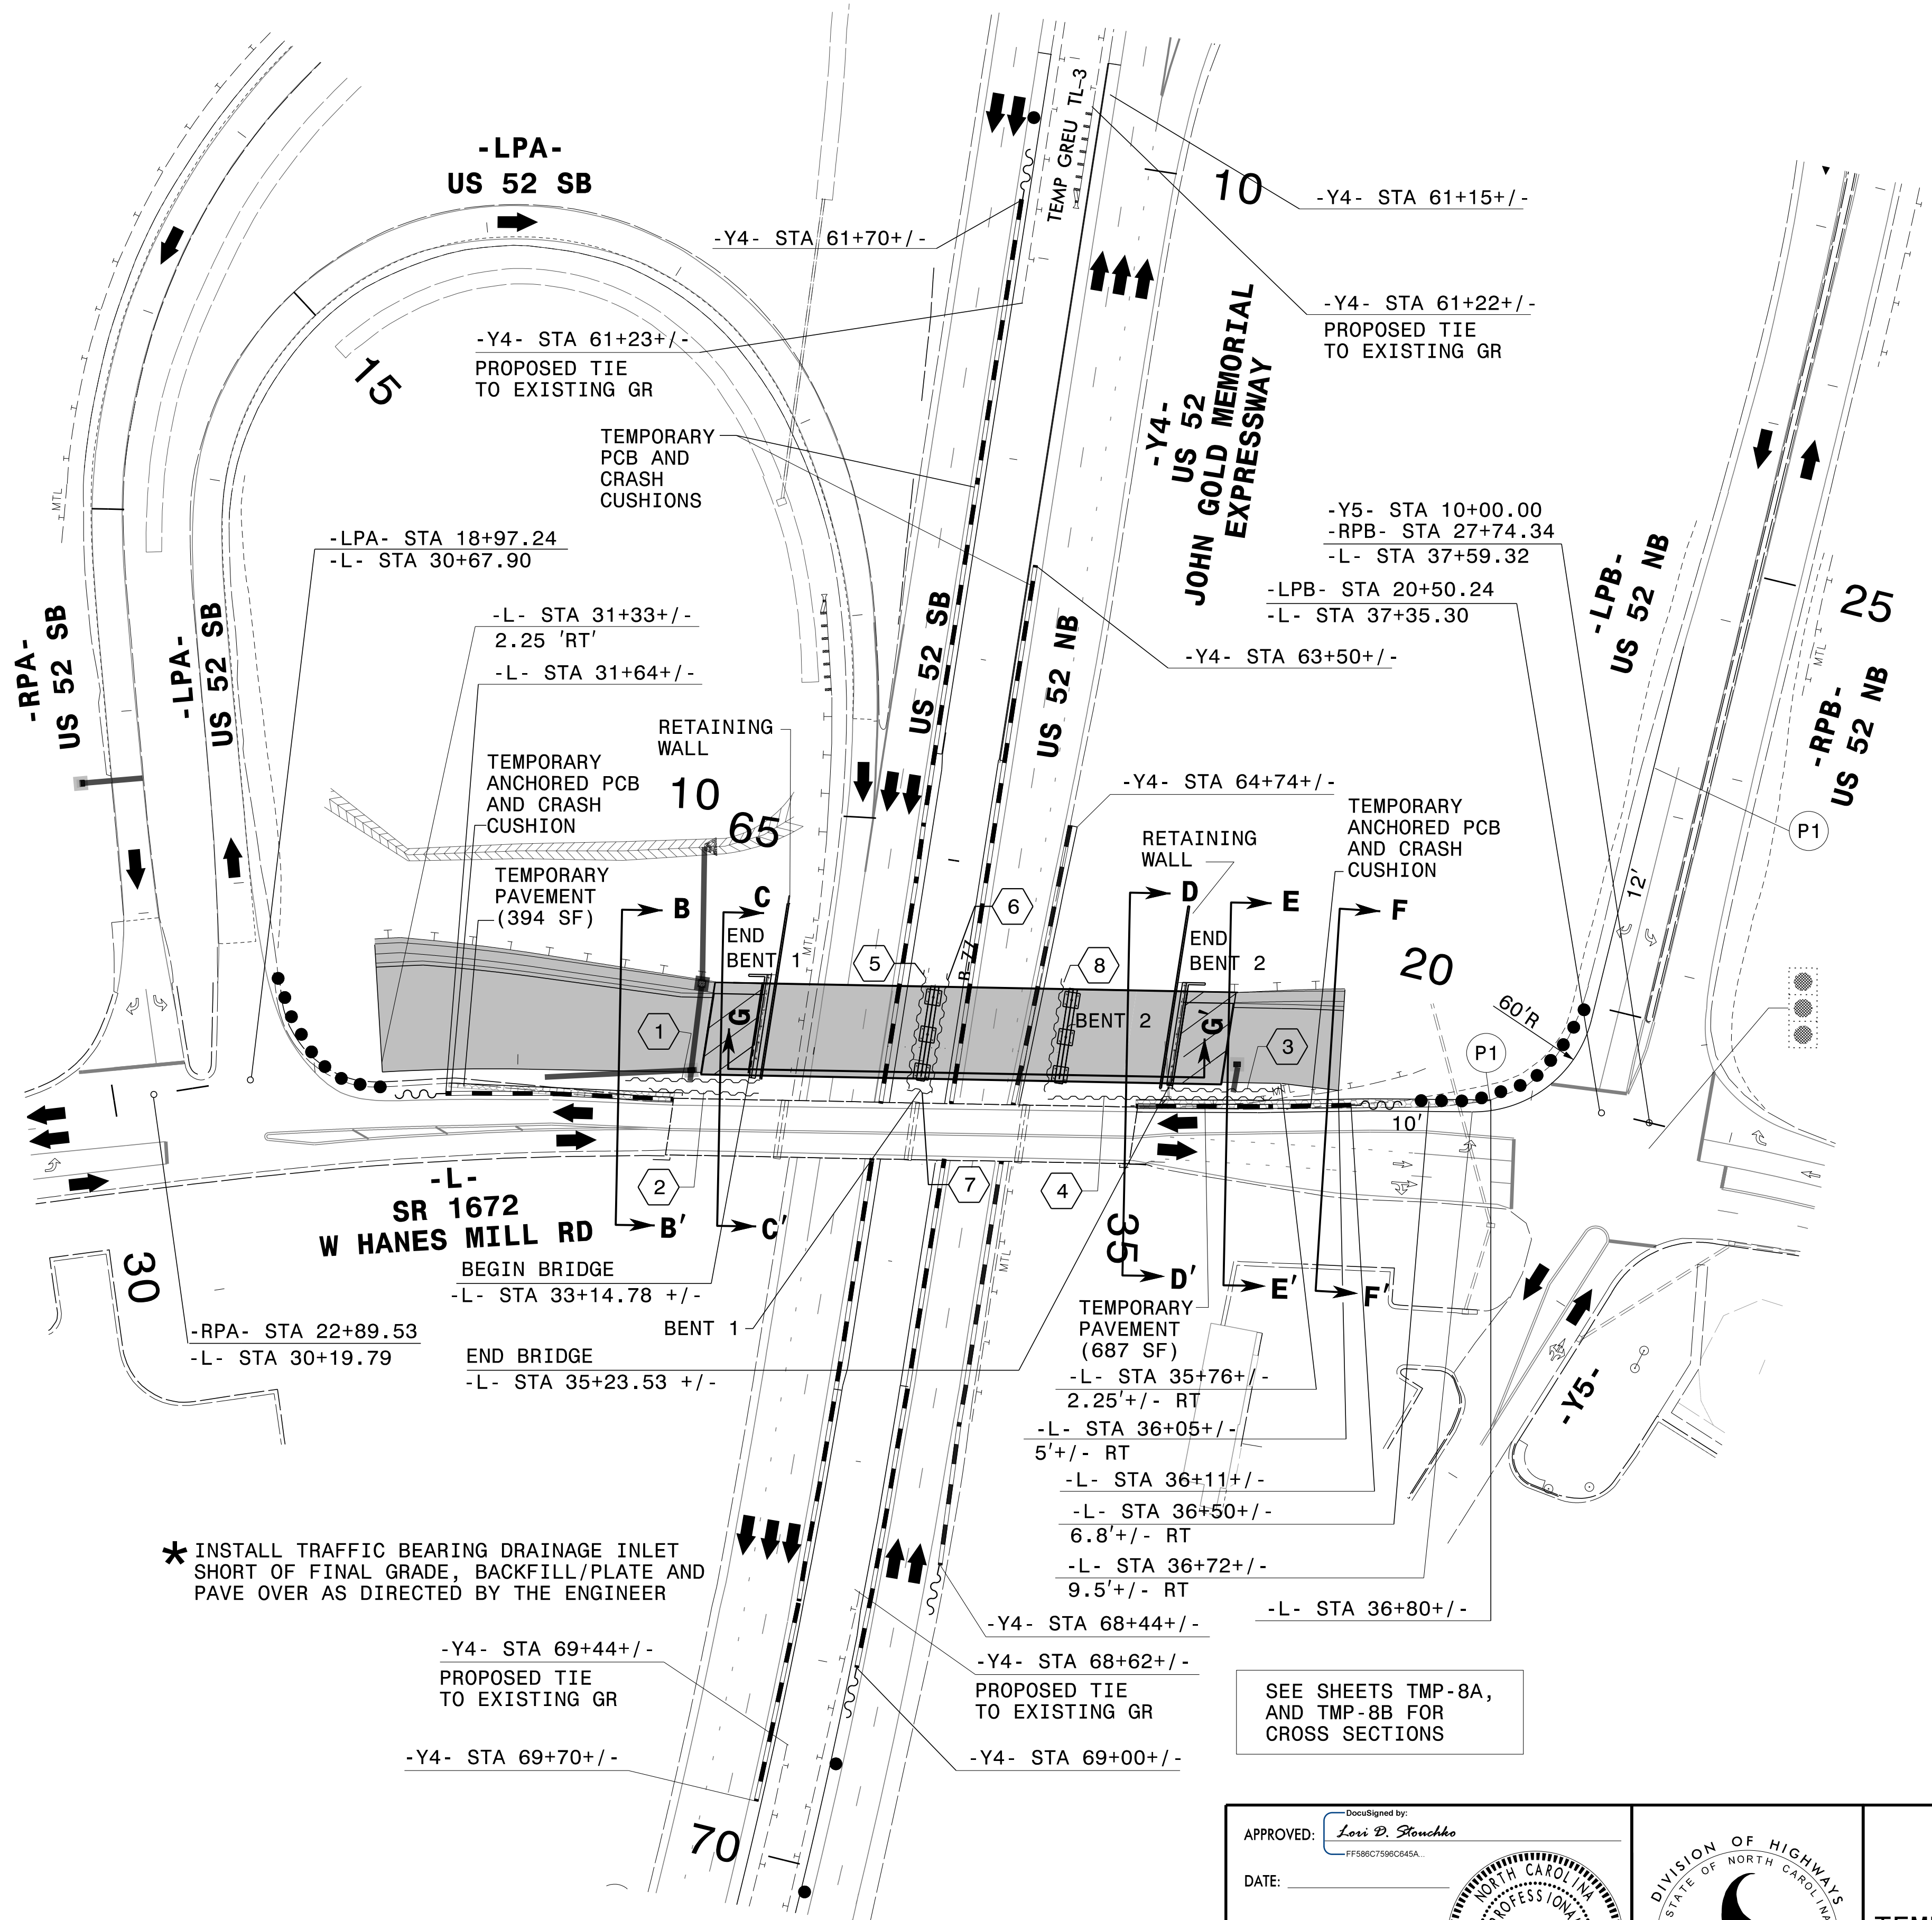 -LPA-
US 52 SB
TEMP GREU TL-3
10
-Y4- STA 61+15+/-
-Y4- STA 61+70+/-
-Y4- STA 61+22+/-
PROPOSED TIE
TO EXISTING GR
-Y4- STA 61+23+/-
PROPOSED TIE
TO EXISTING GR
15
-Y4-
US 52
JOHN GOLD MEMORIAL
EXPRESSWAY
TEMPORARY
PCB AND
CRASH
CUSHIONS
MTL
-LPA- STA 18+97.24
-L- STA 30+67.90
-Y5- STA 10+00.00
-RPB- STA 27+74.34
-L- STA 37+59.32
-LPB- STA 20+50.24
-L- STA 37+35.30
-LPB-
US 52 NB
25
MTL
-RPB-
US 52 NB
-RPA-
US 52 SB
-LPA-
US 52 SB
-L- STA 31+33+/-
2.25 'RT'
-L- STA 31+64+/-
US 52 SB
US 52 NB
-Y4- STA 63+50+/-
RETAINING
WALL
TEMPORARY
ANCHORED PCB
AND CRASH
CUSHION
10
65
-Y4- STA 64+74+/-
TEMPORARY
ANCHORED PCB
AND CRASH
CUSHION
P1
RETAINING
WALL
TEMPORARY
PAVEMENT
(394 SF)
12'
B
C
D
E
F
6
END
BENT 1
MTL
5
8
END
BENT 2
20
G
BENT 2
G'
1
3
60'R
P1
10'
MTL
2
7
4
-L-
SR 1672
W HANES MILL RD
B'
C'
35
D'
E'
F'
MTL
30
BEGIN BRIDGE
-L- STA 33+14.78 +/-
BENT 1
TEMPORARY
PAVEMENT
(687 SF)
-RPA- STA 22+89.53
-L- STA 30+19.79
END BRIDGE
-L- STA 35+23.53 +/-
-L- STA 35+76+/-
2.25'+/- RT
-L- STA 36+05+/-
5'+/- RT
-L- STA 36+11+/-
-L- STA 36+50+/-
6.8'+/- RT
-L- STA 36+72+/-
9.5'+/- RT
-L- STA 36+80+/-
-Y5-
* INSTALL TRAFFIC BEARING DRAINAGE INLET
SHORT OF FINAL GRADE, BACKFILL/PLATE AND
PAVE OVER AS DIRECTED BY THE ENGINEER
-Y4- STA 68+44+/-
-Y4- STA 69+44+/-
PROPOSED TIE
TO EXISTING GR
-Y4- STA 68+62+/-
PROPOSED TIE
TO EXISTING GR
SEE SHEETS TMP-8A,
AND TMP-8B FOR
CROSS SECTIONS
-Y4- STA 69+70+/-
-Y4- STA 69+00+/-
70
DocuSigned by:
APPROVED: Lori D. Stouchko
FF586C7596C645A...
DATE:
NORTH CAROLINA
DIVISION OF HIGHWAYS
STATE OF NORTH CAROLINA